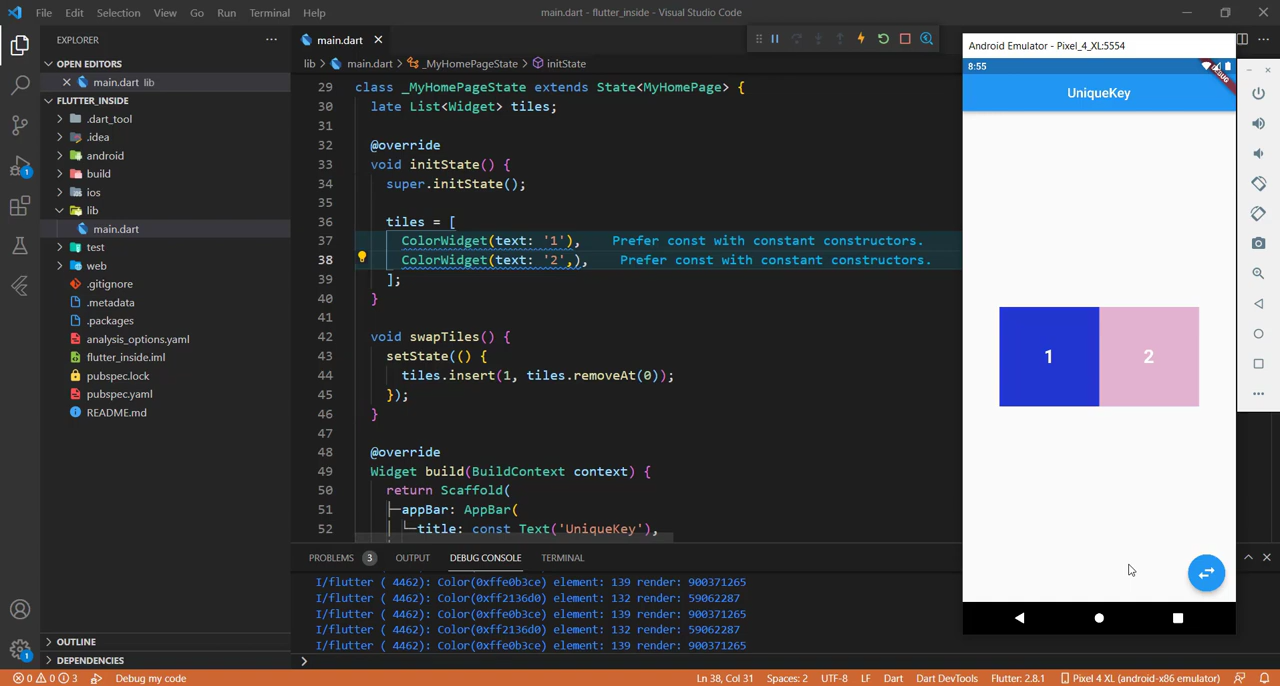 File Edit Selection View Go Run Terminal Help
main.dart - flutter_inside - Visual Studio Code
EXPLORER
OPEN EDITORS
main.dart lib
FLUTTER_INSIDE
.dart_tool
.idea
android
build
ios
lib
main.dart
test
web
.gitignore
.metadata
.packages
analysis_options.yaml
flutter_inside.iml
pubspec.lock
pubspec.yaml
README.md
OUTLINE
DEPENDENCIES
1
1
main.dart
lib > main.dart > _MyHomePageState > initState
29 class _MyHomePageState extends State<MyHomePage> {
30 late List<Widget> tiles;
31
32 @override
33 void initState() {
34 super.initState();
35
36 tiles = [
37 ColorWidget(text: '1'), Prefer const with constant constructors.
38 ColorWidget(text: '2',), Prefer const with constant constructors.
39 ];
40 }
41
42 void swapTiles() {
43 setState(() {
44 tiles.insert(1, tiles.removeAt(0));
45 });
46 }
47
48 @override
49 Widget build(BuildContext context) {
50 return Scaffold(
51 appBar: AppBar(
52 title: const Text('UniqueKey'),
PROBLEMS 3 OUTPUT DEBUG CONSOLE TERMINAL
I/flutter ( 4462): Color(0xffe0b3ce) element: 139 render: 900371265
I/flutter ( 4462): Color(0xff2136d0) element: 132 render: 59062287
I/flutter ( 4462): Color(0xffe0b3ce) element: 139 render: 900371265
I/flutter ( 4462): Color(0xff2136d0) element: 132 render: 59062287
I/flutter ( 4462): Color(0xffe0b3ce) element: 139 render: 900371265
Android Emulator - Pixel_4_XL:5554
8:55
DEBUG
UniqueKey
1 2
0 0 3 Debug my code
Ln 38, Col 31 Spaces: 2 UTF-8 LF Dart Dart DevTools Flutter: 2.8.1 Pixel 4 XL (android-x86 emulator)